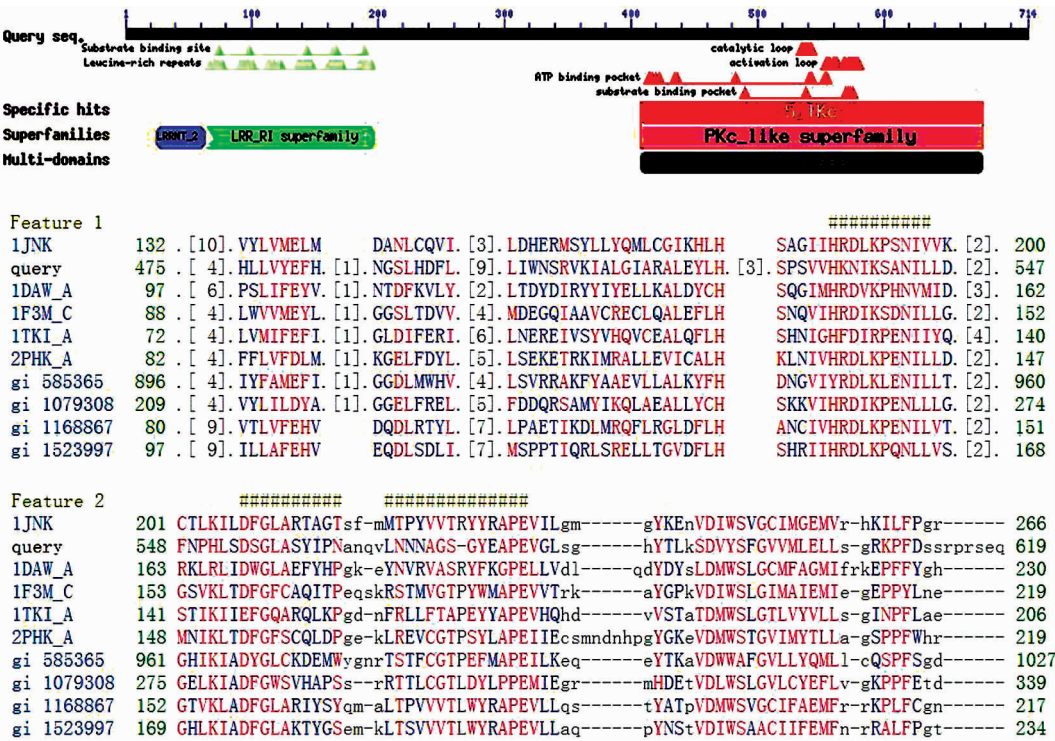 1 100 200 300 400 500 600 714
Query seq.
Substrate binding site
Leucine-rich repeats
catalytic loop
activation loop
ATP binding pocket
substrate binding pocket
Specific hits
Superfamilies LRRNT_2 LRR_RI superfamily PKc_like superfamily
Multi-domains
Feature 1 ##########
1JNK 132 .[10].VYLVMELM DANLCQVI.[3].LDHERMSYLLYQMLCGIKHLH SAGIIHRDLKPSNIVVK.[2]. 200
query 475 .[ 4].HLLVYEFH.[1].NGSLHDFL.[9].LIWNSRVKIALGIARALEYLH.[3].SPSVVHKNIKSANILLD.[2]. 547
1DAW_A 97 .[ 6].PSLIFEYV.[1].NTDFKVLY.[2].LTDYDIRYYIYELLKALDYCH SQGIMHRDVKPHNVMID.[3]. 162
1F3M_C 88 .[ 4].LWVVMEYL.[1].GGSLTDVV.[4].MDEGQIAAVCRECLQALEFLH SNQVIHRDIKSDNILLG.[2]. 152
1TKI_A 72 .[ 4].LVMIFEFI.[1].GLDIFERI.[6].LNEREIVSYVHQVCEALQFLH SHNIGHFDIRPENIIYQ.[4]. 140
2PHK_A 82 .[ 4].FFLVFDLM.[1].KGELFDYL.[5].LSEKETRKIMRALLEVICALH KLNIVHRDLKPENILLD.[2]. 147
gi 585365 896 .[ 4].IYFAMEFI.[1].GGDLMWHV.[4].LSVRRAKFYAAEVLLALKYFH DNGVIYRDLKLENILLT.[2]. 960
gi 1079308 209 .[ 4].VYLILDYA.[1].GGELFREL.[5].FDDQRSAMYIKQLAEALLYCH SKKVIHRDIKPENLLLG.[2]. 274
gi 1168867 80 .[ 9].VTLVFEHV DQDLRTYL.[7].LPAETIKDLMRQFLRGLDFLH ANCIVHRDLKPENILVT.[2]. 151
gi 1523997 97 .[ 9].ILLAFEHV EQDLSDLI.[7].MSPPTIQRLSRELLTGVDFLH SHRIIHRDLKPQNLLVS.[2]. 168
Feature 2 ########## ##############
1JNK 201 CTLKILDFGLARTAGTsf-mMTPYVVTRYYRAPEVILgm------gYKEnVDIWSVGCIMGEMVr-hKILFPgr------ 266
query 548 FNPHLSDSGLASYIPNanqvLNNNAGS-GYEAPEVGLsg------hYTLkSDVYSFGVVMLELLs-gRKPFDssrprseq 619
1DAW_A 163 RKLRLIDWGLAEFYHPgk-eYNVRVASRYFKGPELLVdl-----qdYDYsLDMWSLGCMFAGMIfrkEPFFYgh------ 230
1F3M_C 153 GSVKLTDFGFCAQITPeqskRSTMVGTPYWMAPEVVTrk------aYGPKVDIWSLGIMAIEMIe-gEPPYLne------ 219
1TKI_A 141 STIKIIEFGQARQLKPgd-nFRLLFTAPEYYAPEVHQhd------vVSTaTDMWSLGTLVYVLLs-gINPFLae------ 206
2PHK_A 148 MNIKLTDFGFSCQLDPge-kLREVCGTPSYLAPEIIEcsmndnhpgYGKeVDMWSTGVIMYTLLa-gSPPFWhr------ 219
gi 585365 961 GHIKIADYGLCKDEMWygnrTSTFCGTPEFMAPEILKeq------eYTKaVDWWAFGVLLYQMLl-cQSPFSgd------ 1027
gi 1079308 275 GELKIADFGWSVHAPSs--rRTTLCGTLDYLPPEMIEgr------mHDEtVDLWSLGVLCYEFLv-gKPPFEtd------ 339
gi 1168867 152 GTVKLADFGLARIYSYqm-aLTPVVVTLWYRAPEVLLqs------tYATpVDMWSVGCIFAEMFr-rKPLFCgn------ 217
gi 1523997 169 GHLKIADFGLAKTYGSem-kLTSVVVTLWYRAPEVLLaq------pYNStVDIWSAACIIFEMFn-rRALFPgt------ 234